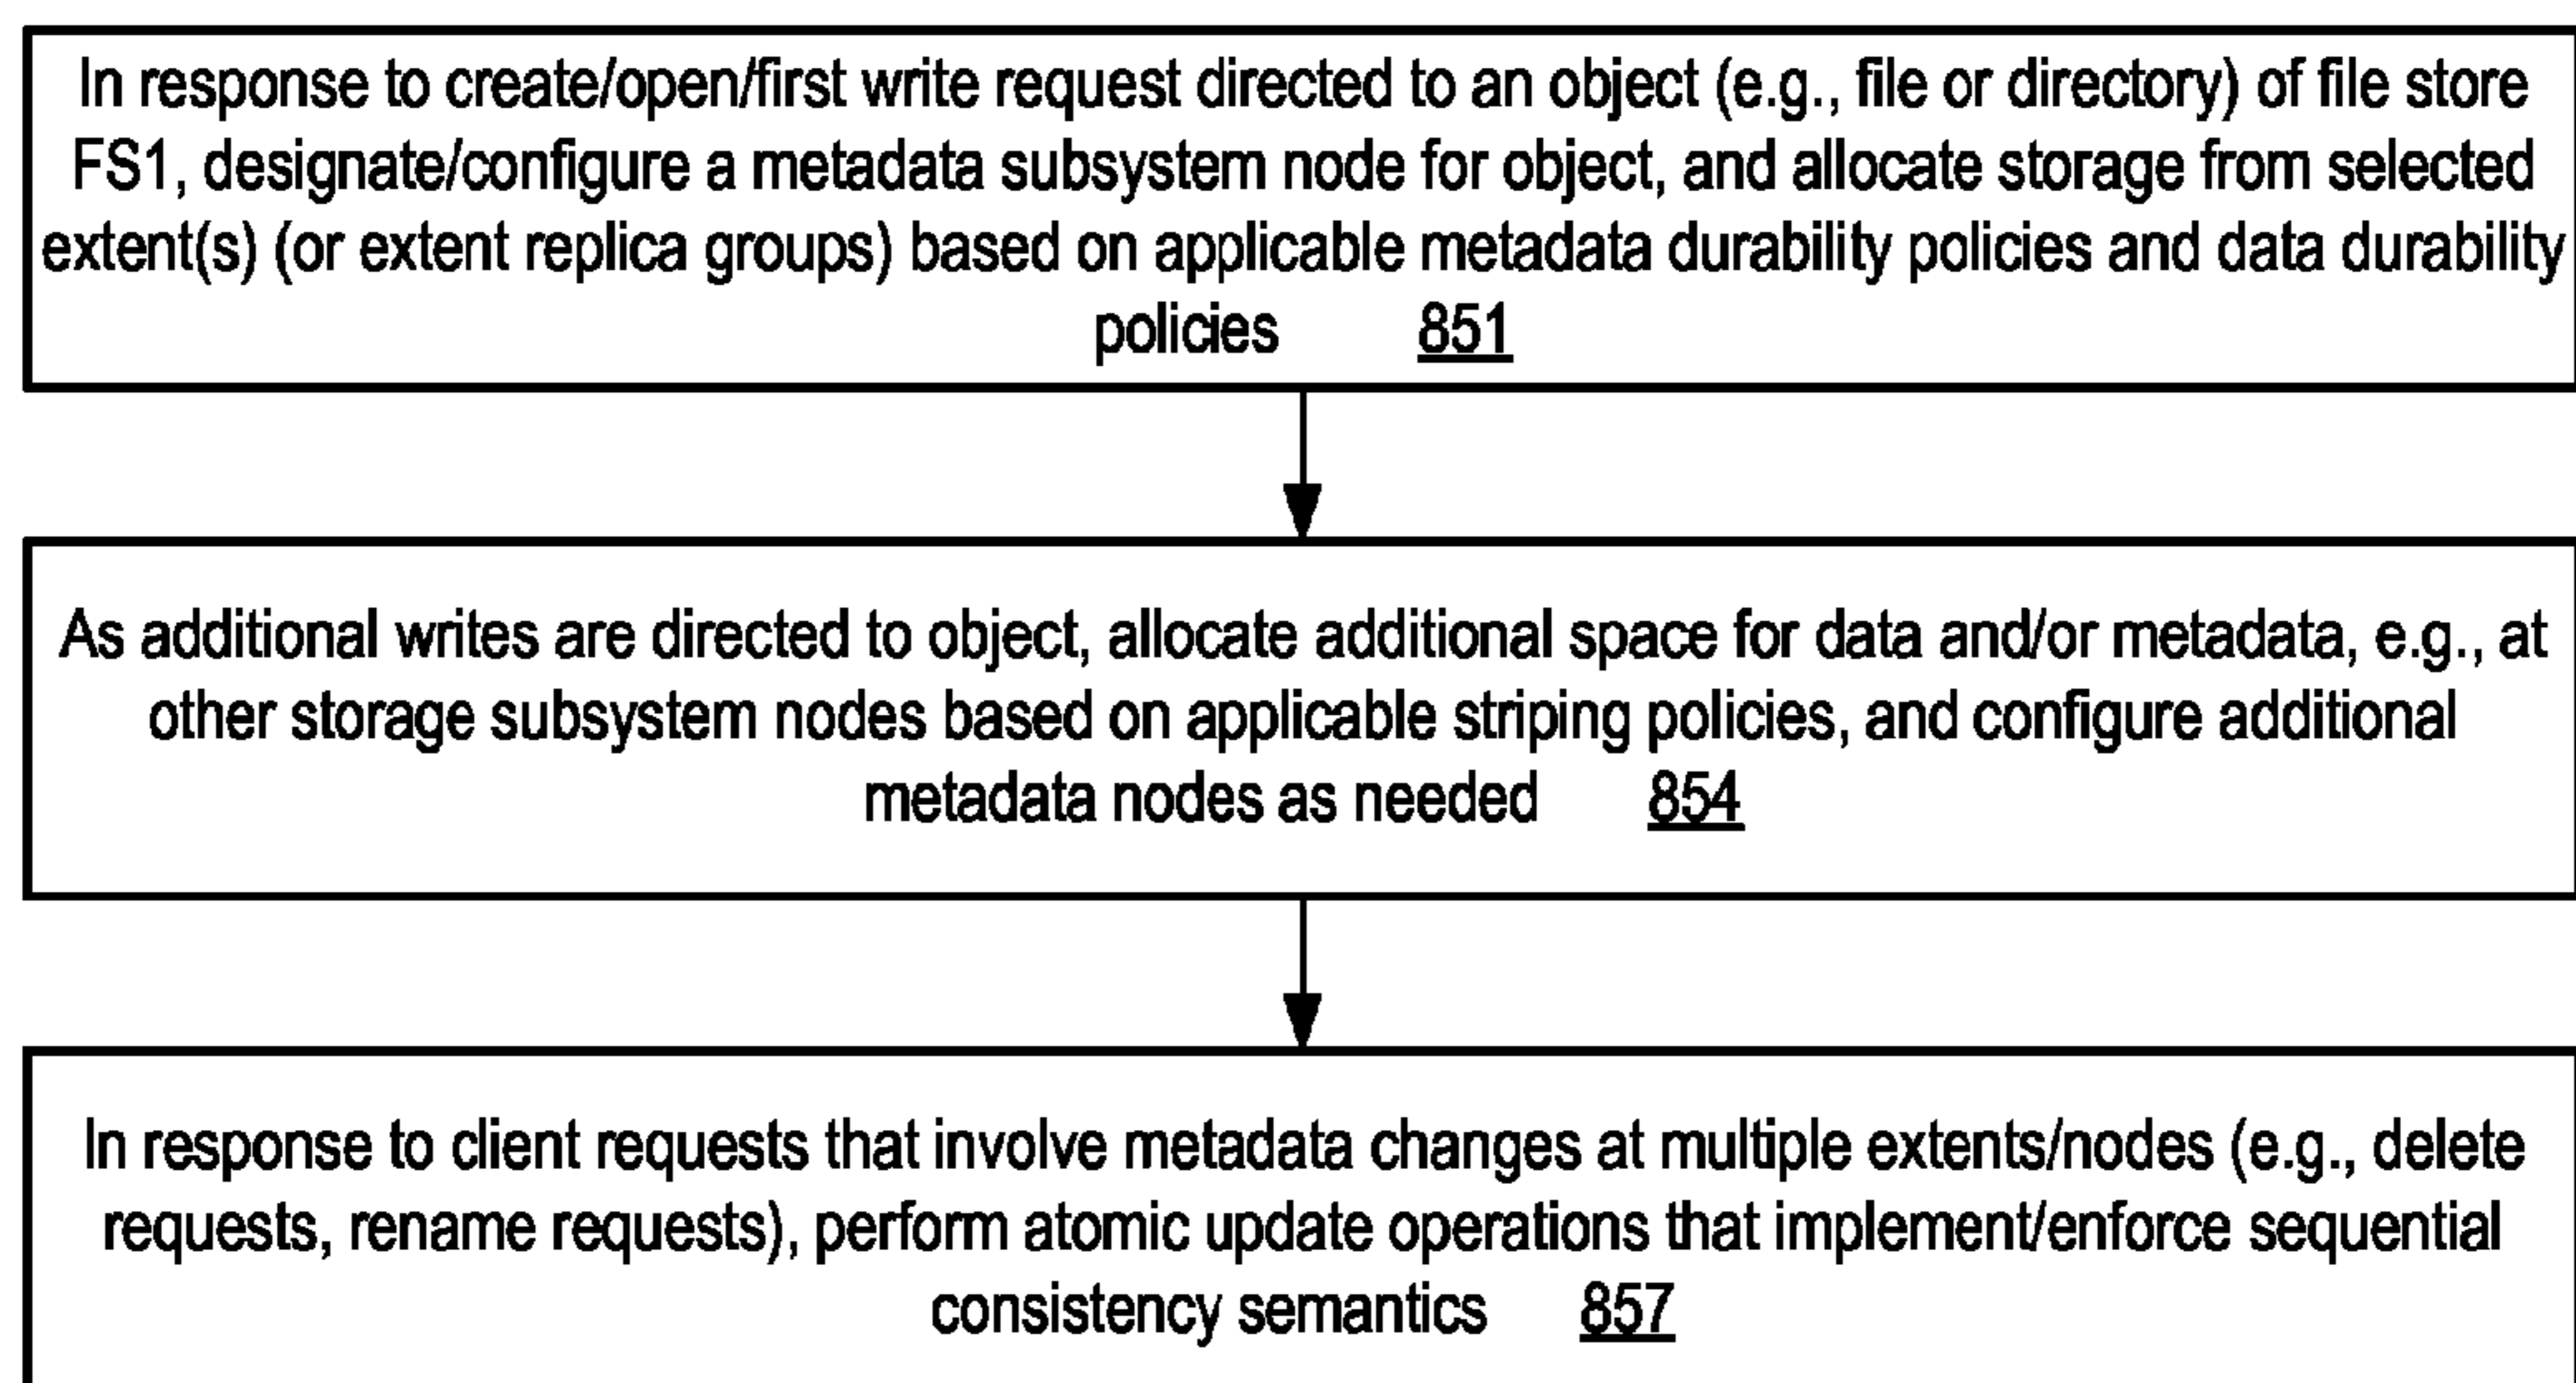 In response to create/open/first write request directed to an object (e.g., file or directory) of file store
FS1, designate/configure a metadata subsystem node for object, and allocate storage from selected
extent(s) (or extent replica groups) based on applicable metadata durability policies and data durability
policies 851
As additional writes are directed to object, allocate additional space for data and/or metadata, e.g., at
other storage subsystem nodes based on applicable striping policies, and configure additional
metadata nodes as needed 854
In response to client requests that involve metadata changes at multiple extents/nodes (e.g., delete
requests, rename requests), perform atomic update operations that implement/enforce sequential
consistency semantics 857